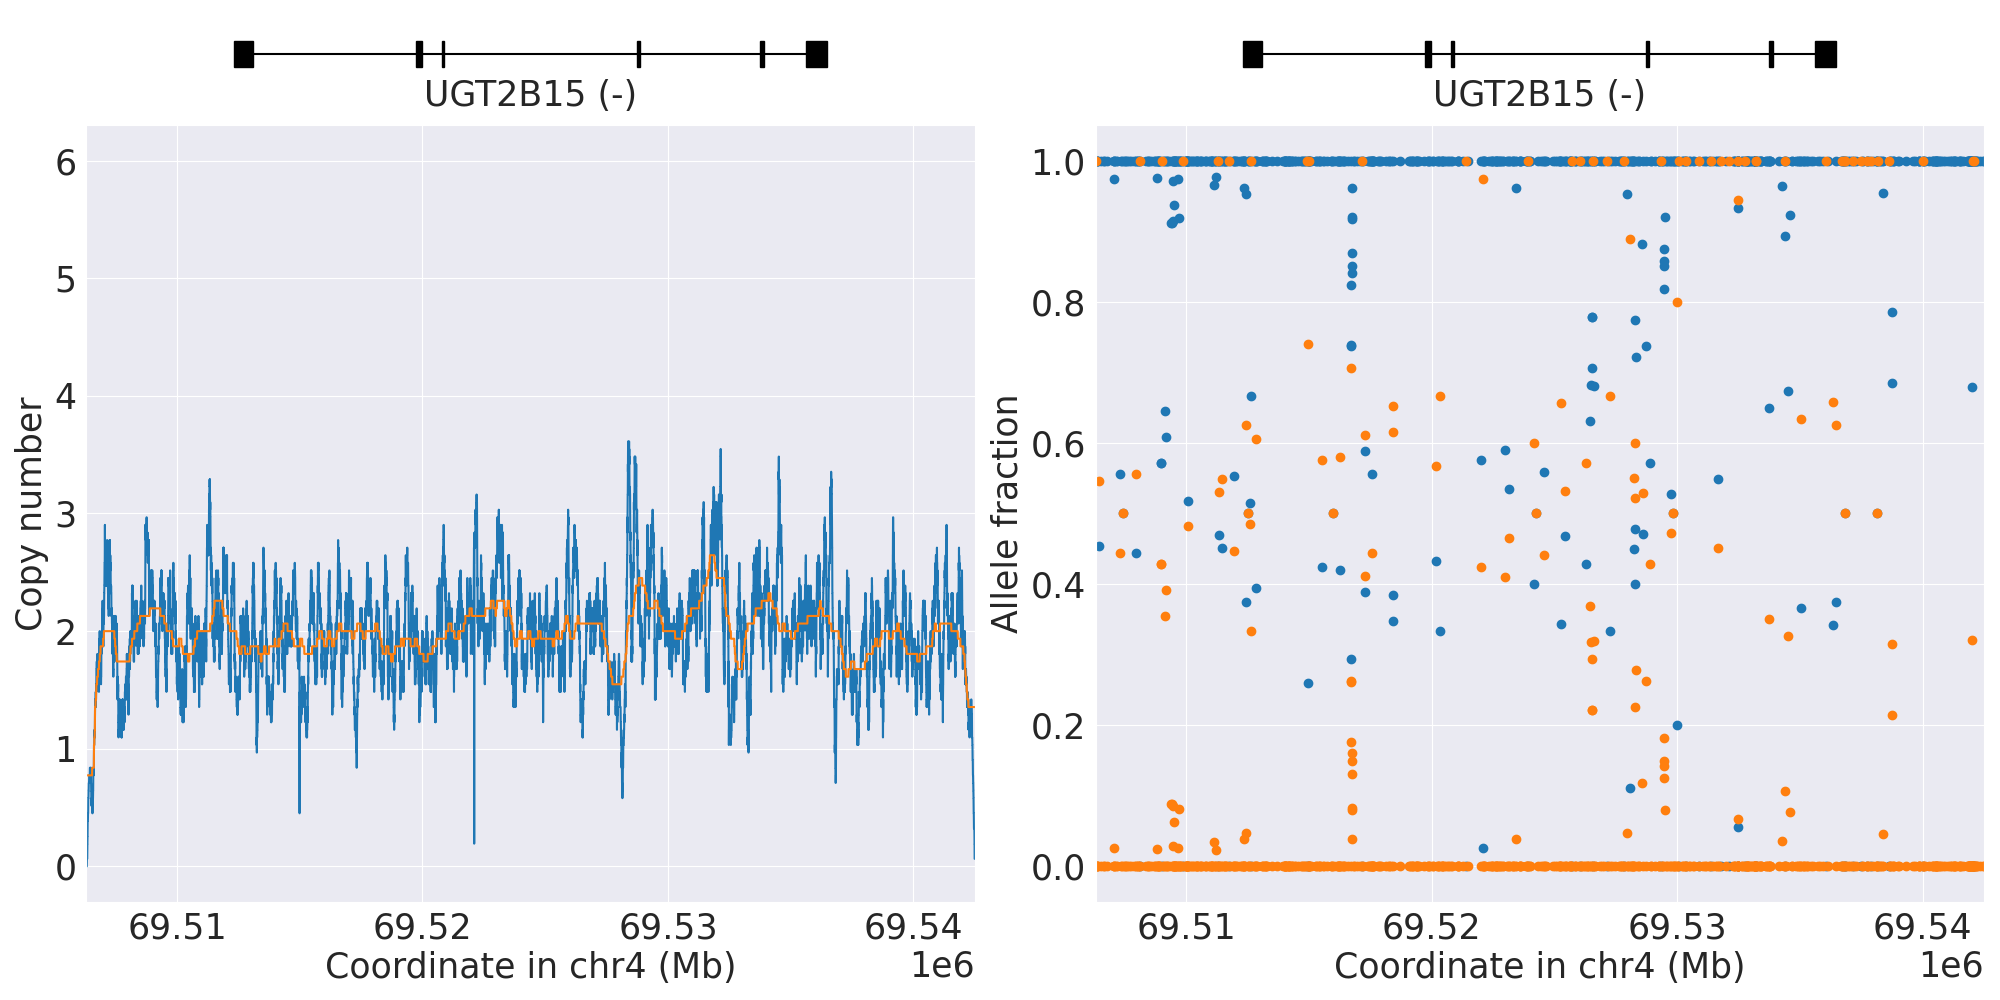 UGT2B15 (-)
6
5
4
3
2
1
0
Copy number
69.51 69.52 69.53 69.54
Coordinate in chr4 (Mb)
1e6
UGT2B15 (-)
1.0
0.8
0.6
0.4
0.2
0.0
Allele fraction
69.51 69.52 69.53 69.54
Coordinate in chr4 (Mb)
1e6